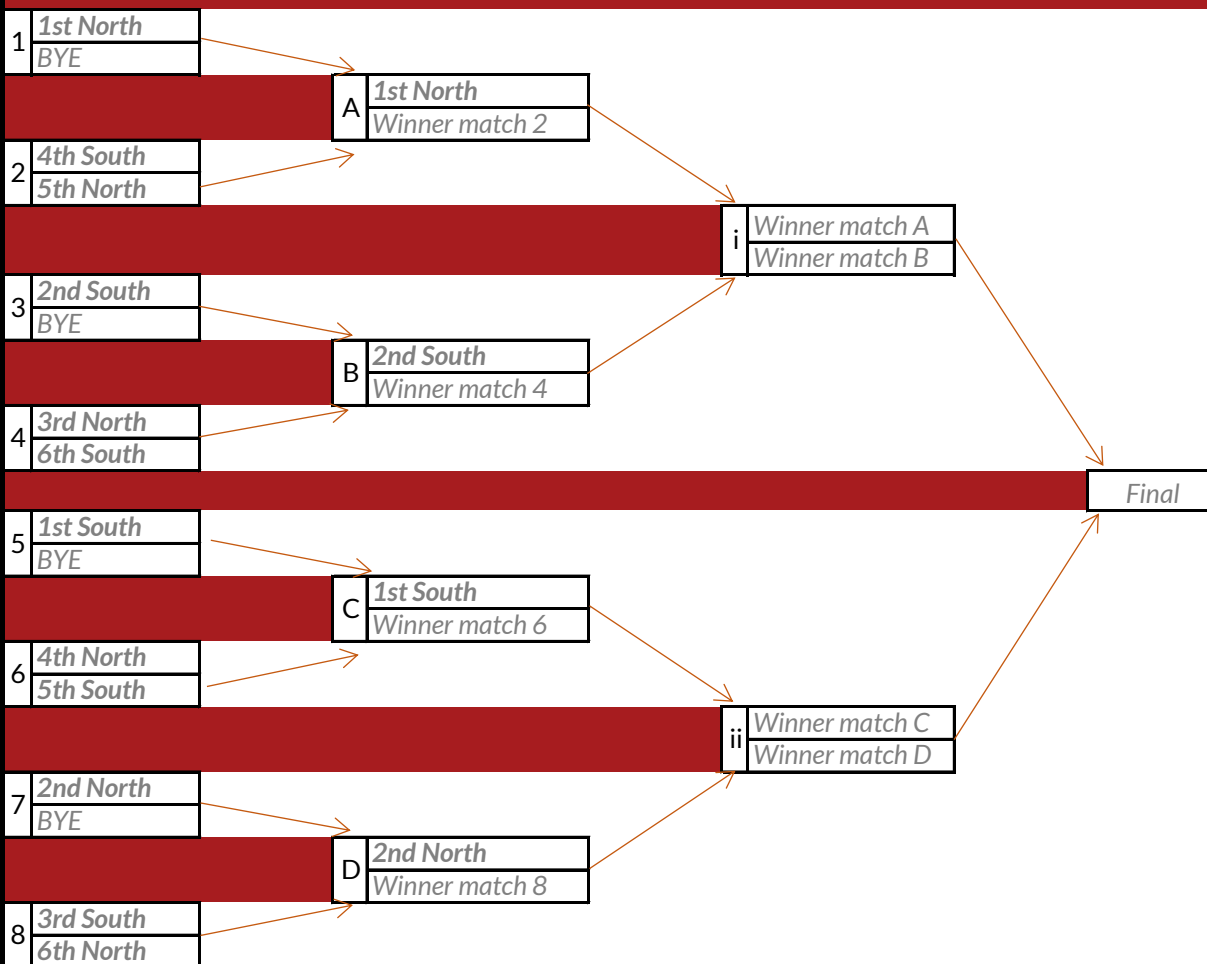 1
1st North
BYE
A
1st North
Winner match 2
2
4th South
5th North
i
Winner match A
Winner match B
3
2nd South
BYE
B
2nd South
Winner match 4
4
3rd North
6th South
Final
5
1st South
BYE
C
1st South
Winner match 6
6
4th North
5th South
ii
Winner match C
Winner match D
7
2nd North
BYE
D
2nd North
Winner match 8
8
3rd South
6th North